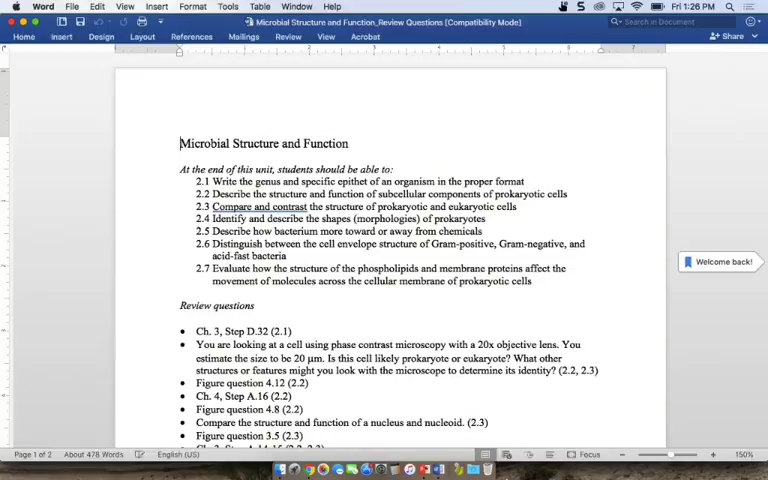 Word File Edit View Insert Format Tools Table Window Help Fri 1:26 PM
Microbial Structure and Function_Review Questions [Compatibility Mode]
Search in Document
Home Insert Design Layout References Mailings Review View Acrobat Share
Microbial Structure and Function
At the end of this unit, students should be able to:
2.1 Write the genus and specific epithet of an organism in the proper format
2.2 Describe the structure and function of subcellular components of prokaryotic cells
2.3 Compare and contrast the structure of prokaryotic and eukaryotic cells
2.4 Identify and describe the shapes (morphologies) of prokaryotes
2.5 Describe how bacterium more toward or away from chemicals
2.6 Distinguish between the cell envelope structure of Gram-positive, Gram-negative, and
acid-fast bacteria
Welcome back!
2.7 Evaluate how the structure of the phospholipids and membrane proteins affect the
movement of molecules across the cellular membrane of prokaryotic cells
Review questions
• Ch. 3, Step D.32 (2.1)
• You are looking at a cell using phase contrast microscopy with a 20x objective lens. You
estimate the size to be 20 μm. Is this cell likely prokaryote or eukaryote? What other
structures or features might you look with the microscope to determine its identity? (2.2, 2.3)
• Figure question 4.12 (2.2)
• Ch. 4, Step A.16 (2.2)
• Figure 4.8 (2.2)
• Compare the structure and function of a nucleus and nucleoid. (2.3)
• Figure question 3.5 (2.3)
Page 1 of 2 About 478 Words English (US) Focus 150%